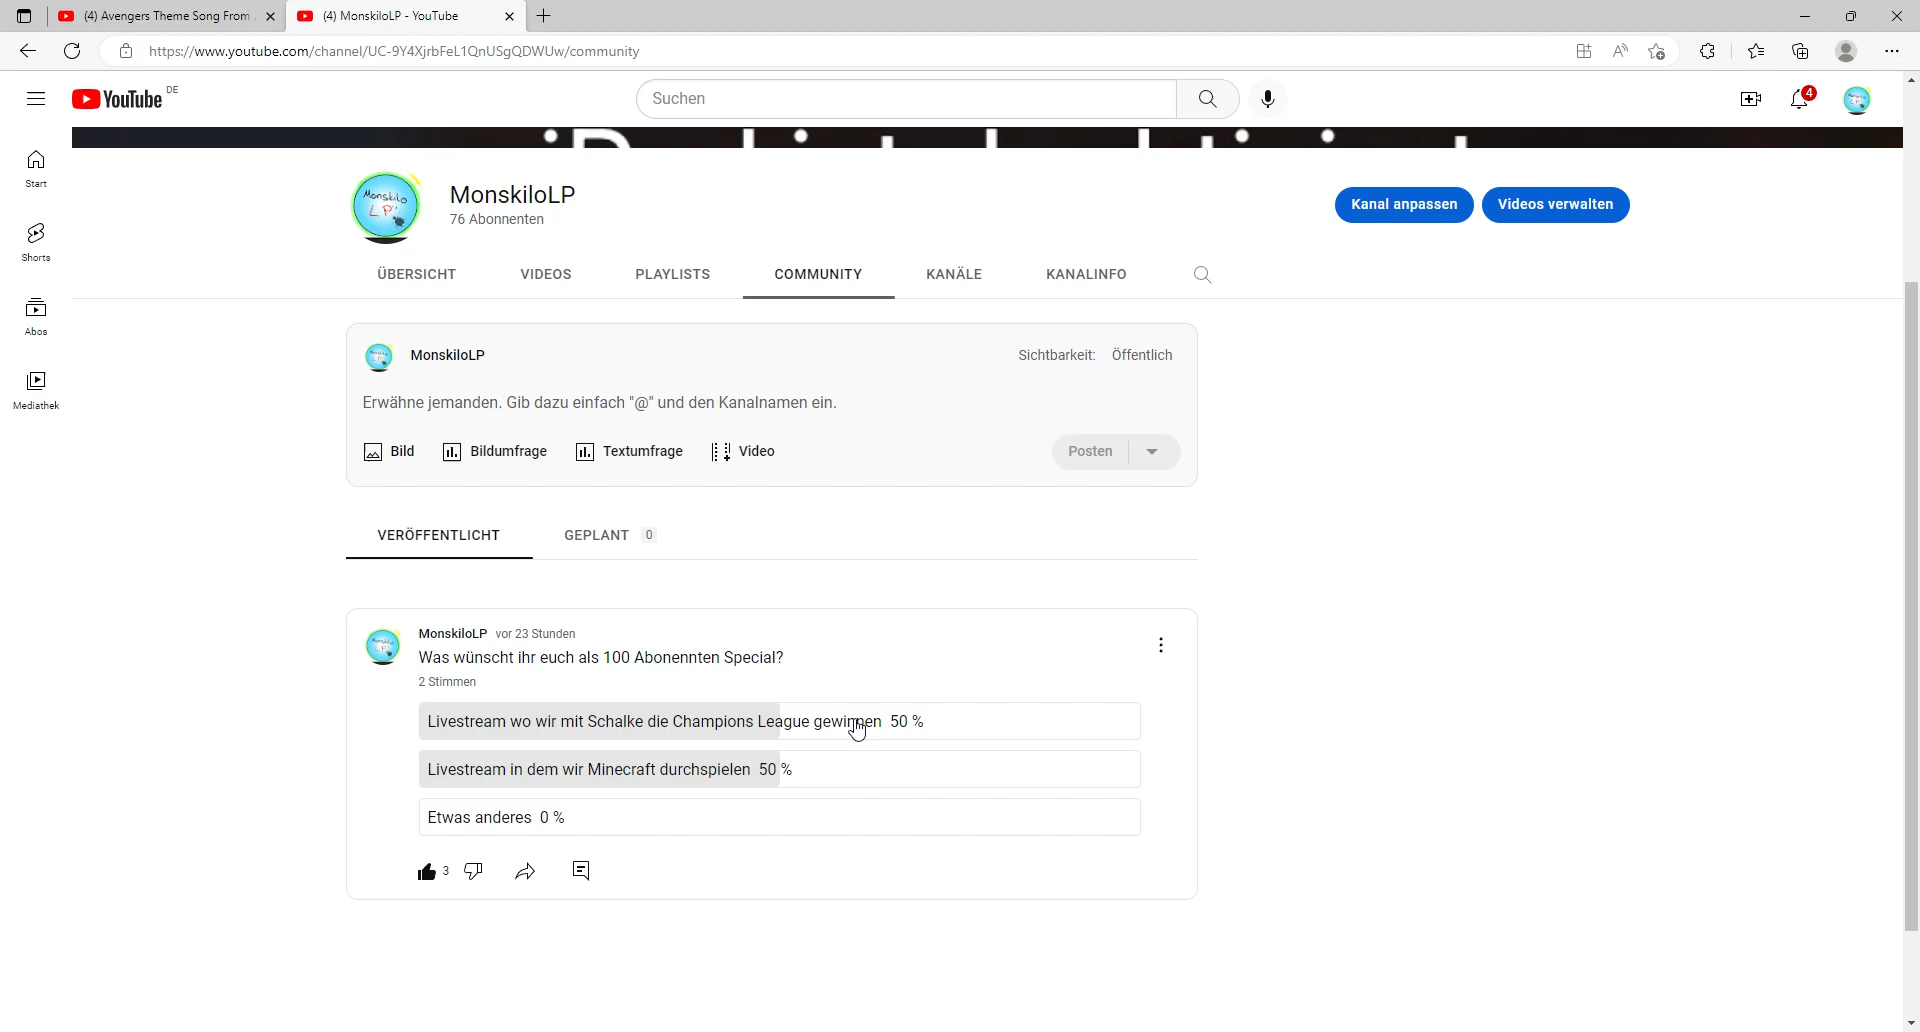 (4) Avengers Theme Song From
(4) MonskiloLP - YouTube
https://www.youtube.com/channel/UC-9Y4XjrbFeL1QnUSgQDWUw/community
YouTube DE
Suchen
4
Start
Shorts
Abos
Mediathek
Monskilo
LP
MonskiloLP
76 Abonnenten
Kanal anpassen
Videos verwalten
ÜBERSICHT VIDEOS PLAYLISTS COMMUNITY KANÄLE KANALINFO
MonskiloLP
Sichtbarkeit: Öffentlich
Erwähne jemanden. Gib dazu einfach "@" und den Kanalnamen ein.
Bild Bildumfrage Textumfrage Video
Posten
VERÖFFENTLICHT GEPLANT 0
MonskiloLP vor 23 Stunden
Was wünscht ihr euch als 100 Abonennten Special?
2 Stimmen
Livestream wo wir mit Schalke die Champions League gewinnen 50 %
Livestream in dem wir Minecraft durchspielen 50 %
Etwas anderes 0 %
3